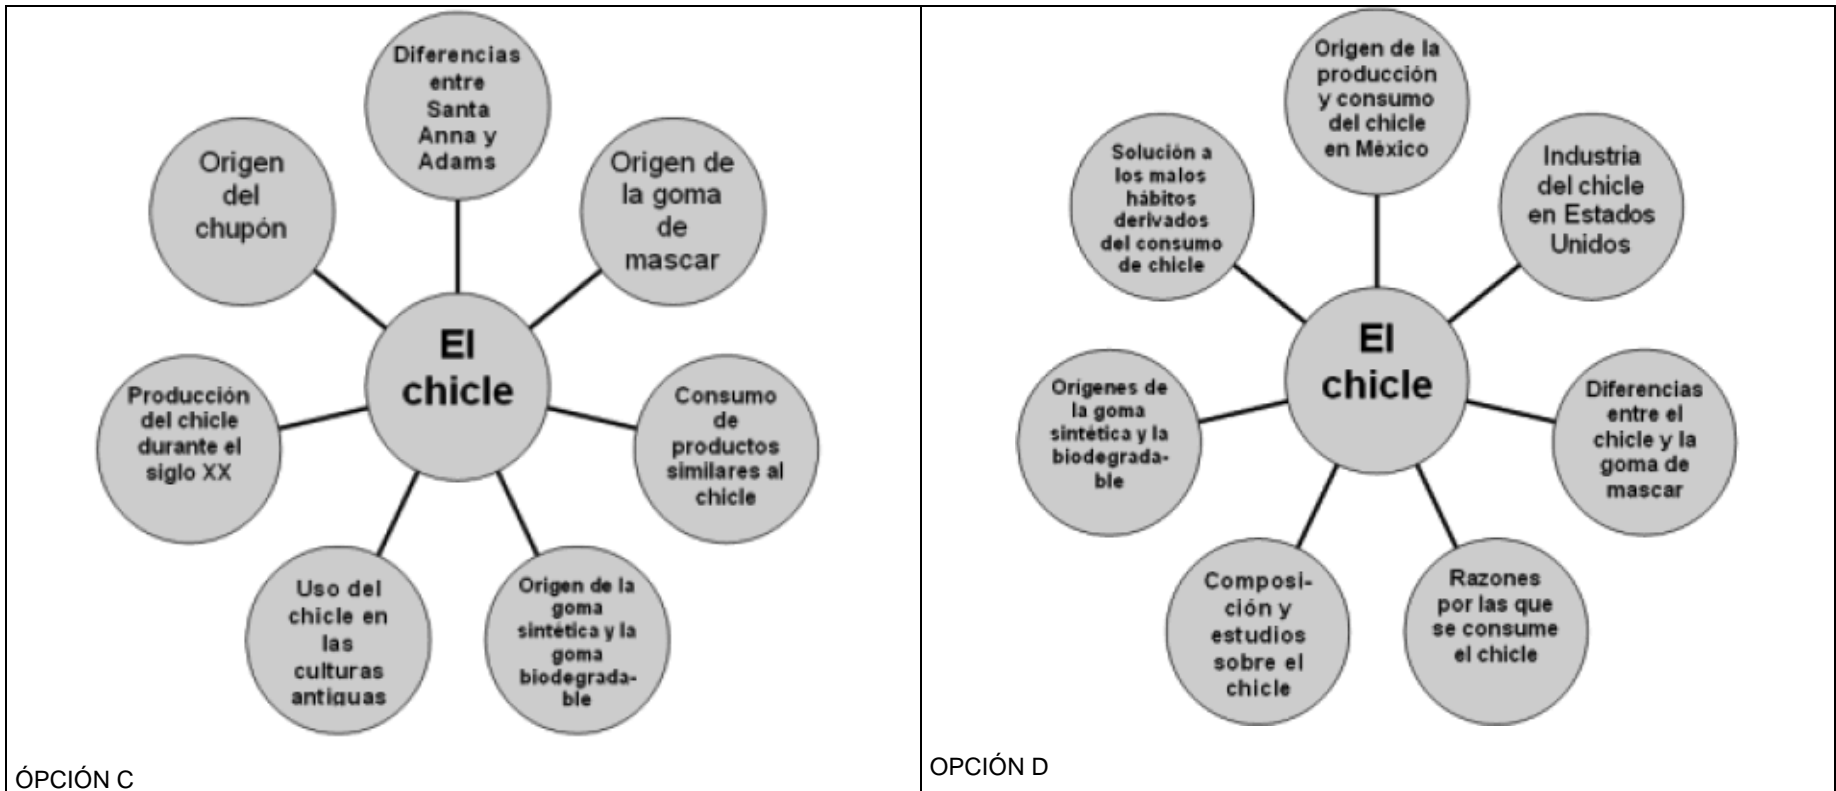 Diferencias
entre
Santa
Anna y
Adams
Origen de
la goma
de
mascar
Consumo
de
productos
similares al
chicle
Origen de la
goma
sintética y la
goma
biodegrada-
ble
Uso del
chicle en
las
culturas
antiguas
Producción
del chicle
durante el
siglo XX
Origen
del
chupón
El
chicle
ÓPCIÓN C
Origen de la
producción
y consumo
del chicle
en México
Industria
del chicle
en Estados
Unidos
Diferencias
entre el
chicle y la
goma de
mascar
Razones
por las que
se consume
el chicle
Composi-
ción y
estudios
sobre el
chicle
Orígenes de
la goma
sintética y la
biodegrada-
ble
Solución a
los malos
hábitos
derivados
del consumo
de chicle
El
chicle
OPCIÓN D